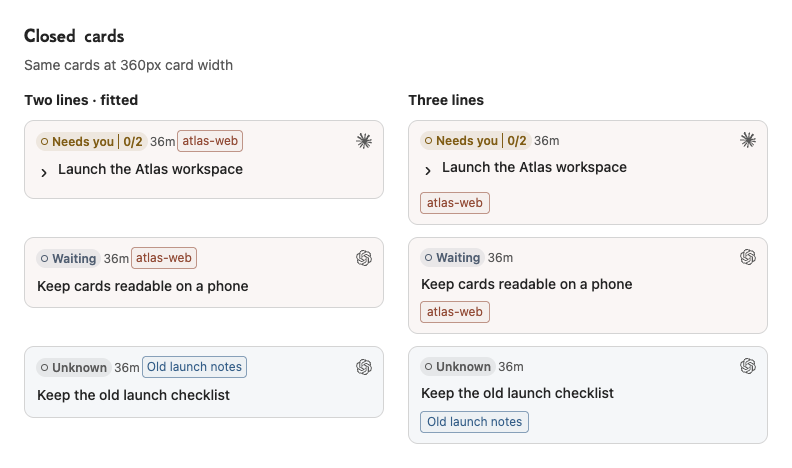 Closed cards
Same cards at 360px card width
Two lines · fitted
Needs you | 0/2 36m atlas-web
Launch the Atlas workspace
Waiting 36m atlas-web
Keep cards readable on a phone
Unknown 36m Old launch notes
Keep the old launch checklist
Three lines
Needs you | 0/2 36m
Launch the Atlas workspace
atlas-web
Waiting 36m
Keep cards readable on a phone
atlas-web
Unknown 36m
Keep the old launch checklist
Old launch notes